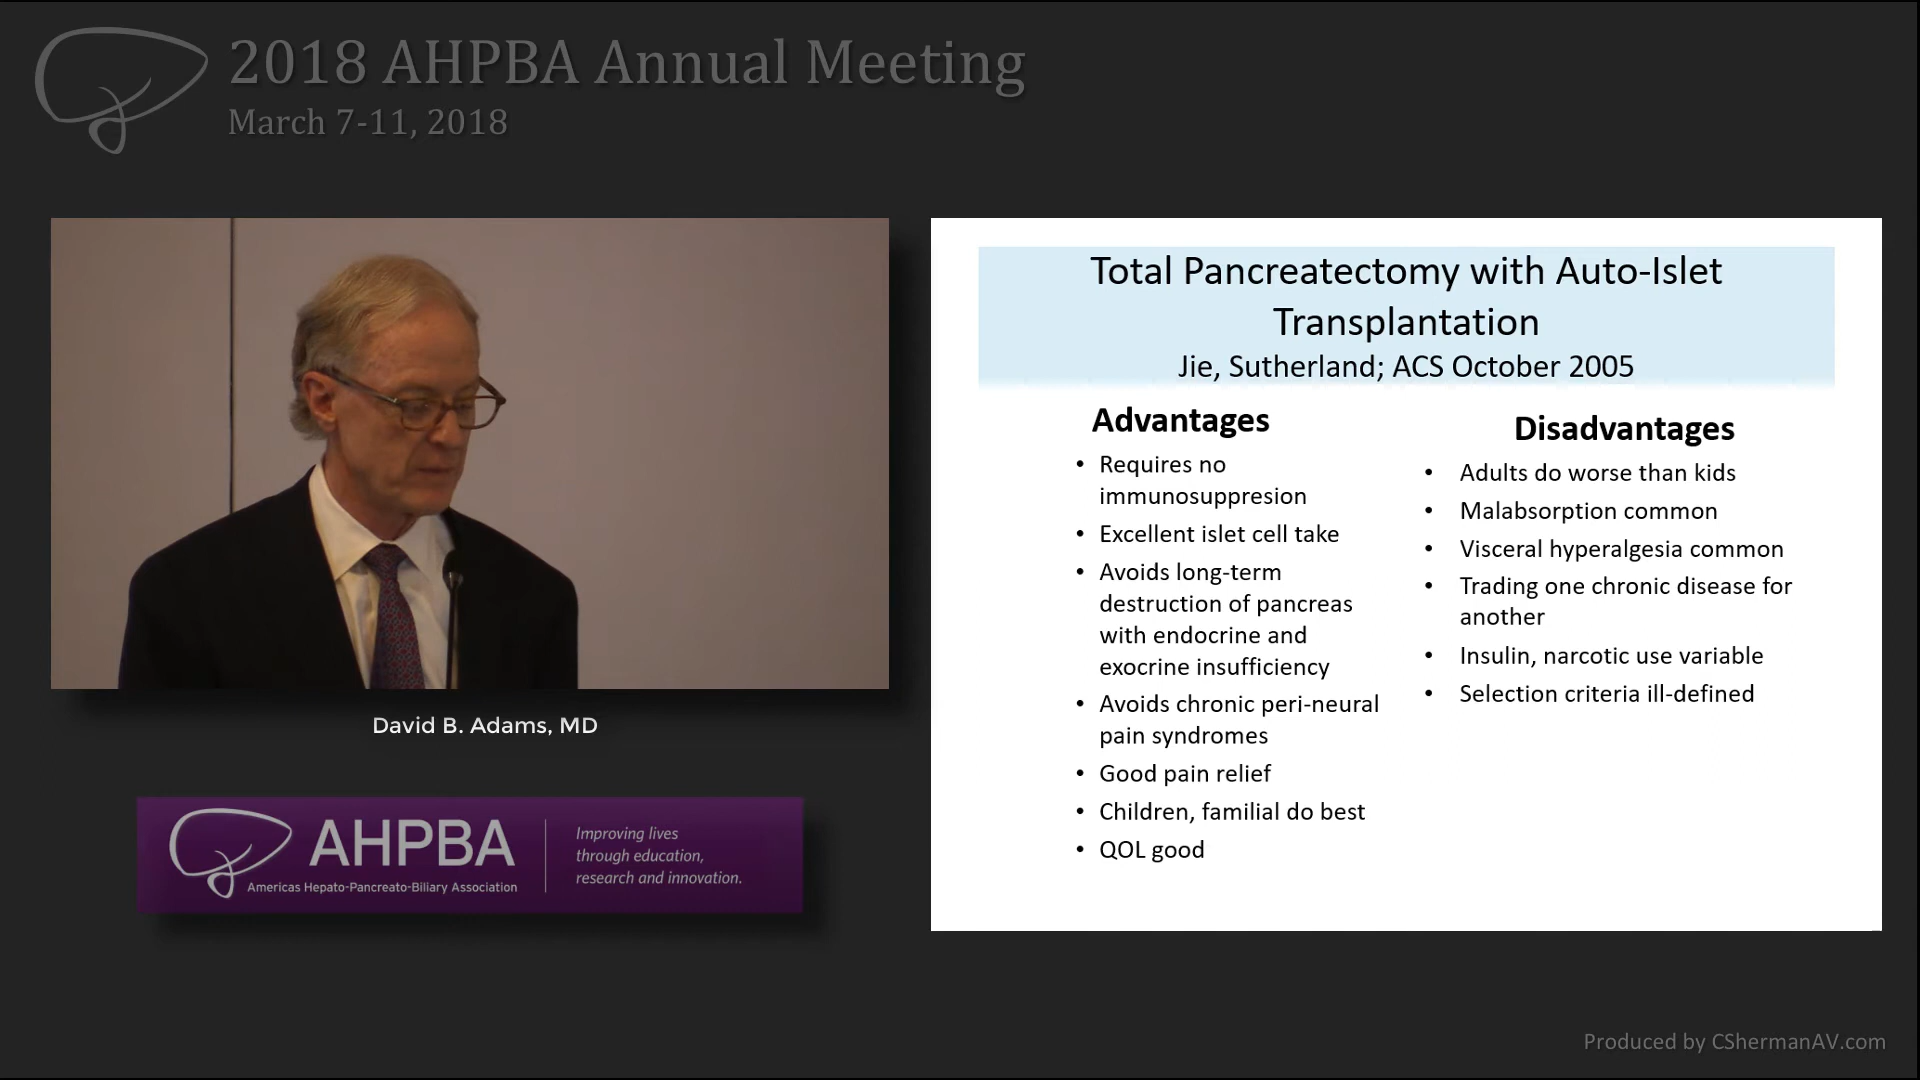 2018 AHPBA Annual Meeting
March 7-11, 2018
Total Pancreatectomy with Auto-Islet
Transplantation
Jie, Sutherland; ACS October 2005
Advantages
• Requires no
immunosuppresion
• Excellent islet cell take
• Avoids long-term
destruction of pancreas
with endocrine and
exocrine insufficiency
• Avoids chronic peri-neural
pain syndromes
• Good pain relief
• Children, familial do best
• QOL good
Disadvantages
• Adults do worse than kids
• Malabsorption common
• Visceral hyperalgesia common
• Trading one chronic disease for
another
• Insulin, narcotic use variable
• Selection criteria ill-defined
David B. Adams, MD
AHPBA
Americas Hepato-Pancreato-Biliary Association
Improving lives
through education,
research and innovation.
Produced by CShermanAV.com